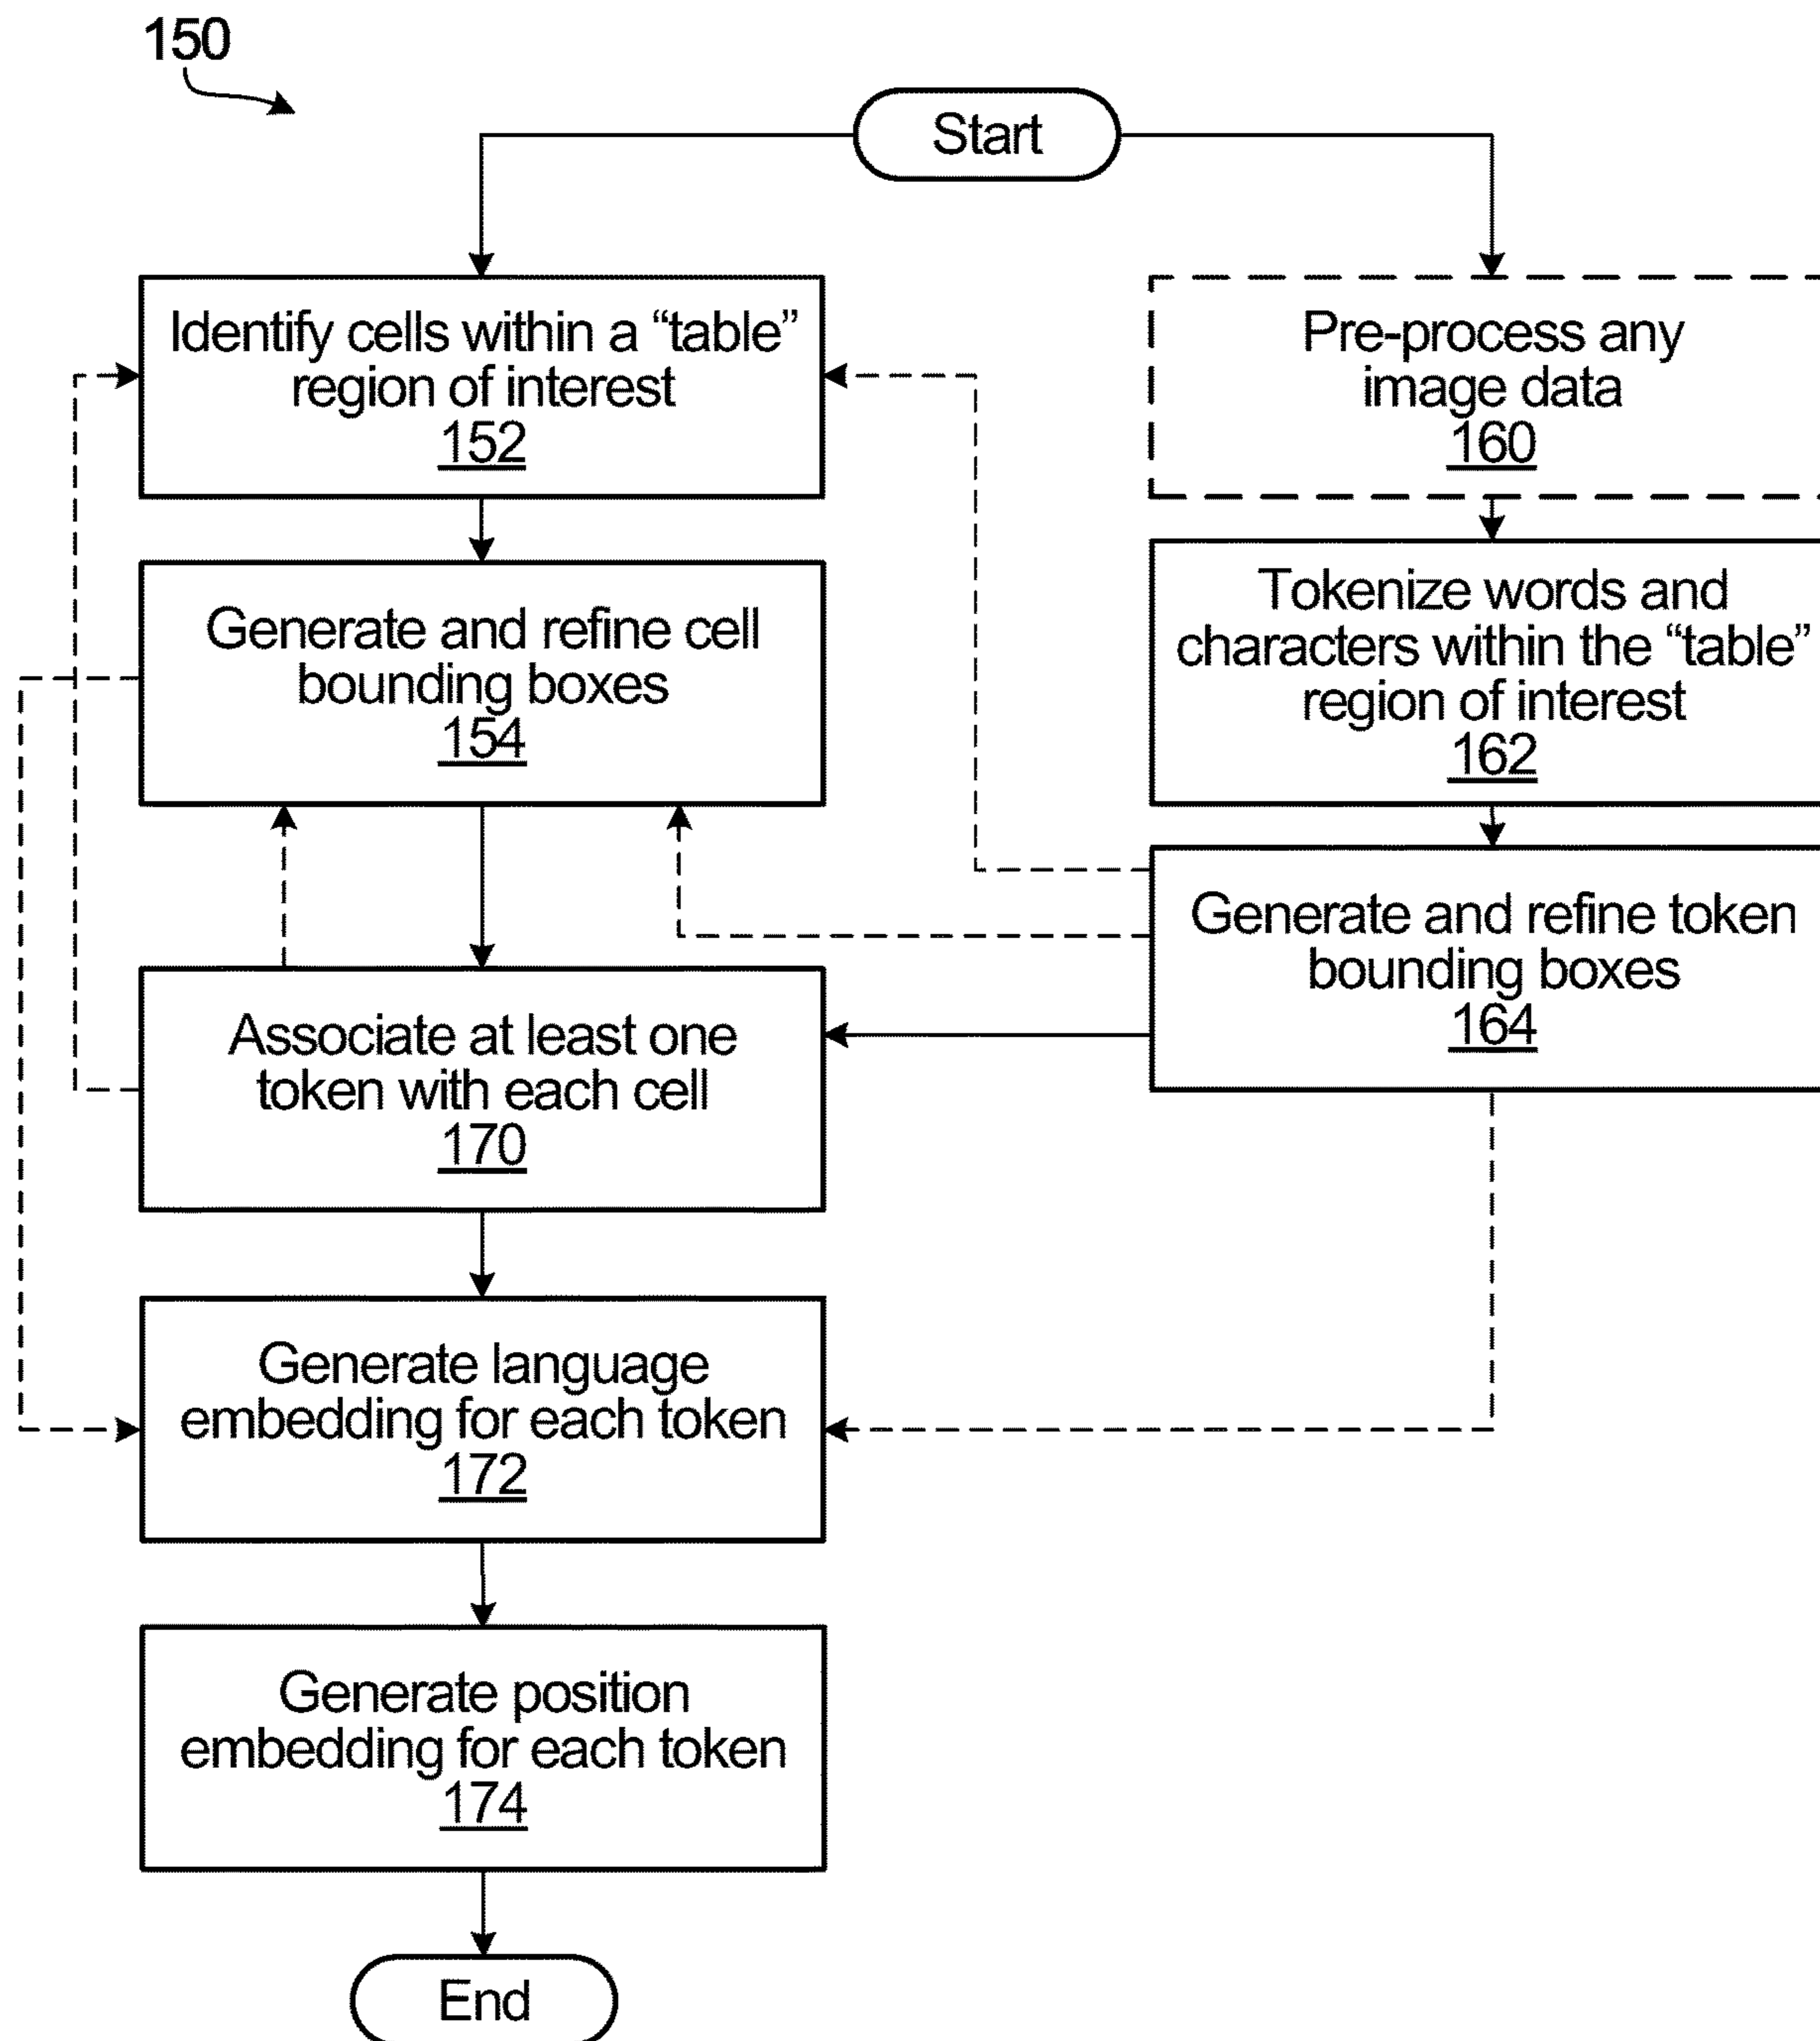 150
Start
Identify cells within a “table”
region of interest
152
Pre-process any
image data
160
Generate and refine cell
bounding boxes
154
Tokenize words and
characters within the “table”
region of interest
162
Generate and refine token
bounding boxes
164
Associate at least one
token with each cell
170
Generate language
embedding for each token
172
Generate position
embedding for each token
174
End